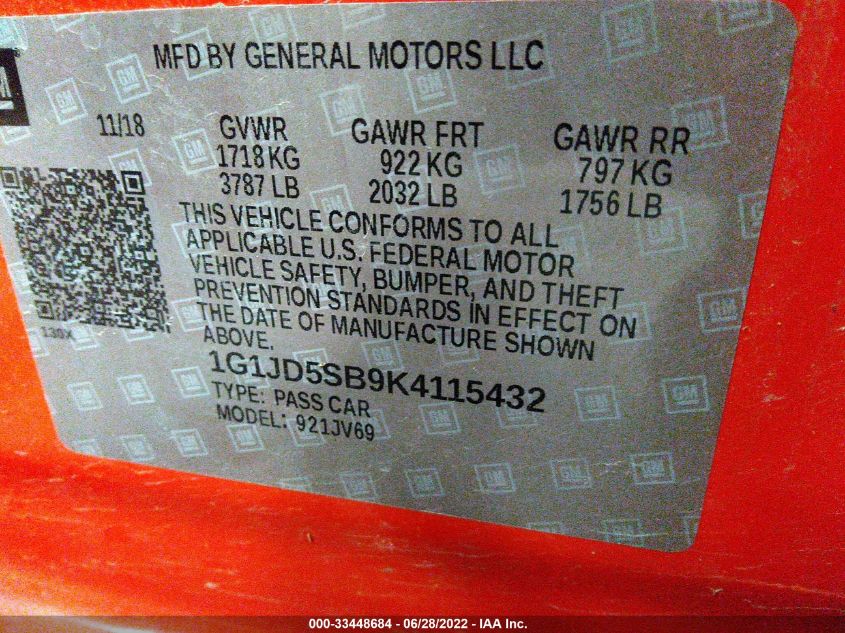 MFD BY GENERAL MOTORS LLC
GM
11/18 GVWR GAWR FRT GAWR RR
1718 KG 922 KG 797 KG
3787 LB 2032 LB 1756 LB
THIS VEHICLE CONFORMS TO ALL
APPLICABLE U.S. FEDERAL MOTOR
VEHICLE SAFETY, BUMPER, AND THEFT
PREVENTION STANDARDS IN EFFECT ON
THE DATE OF MANUFACTURE SHOWN
ABOVE.
130X
1G1JD5SB9K4115432
TYPE: PASS CAR
MODEL: 921JV69
000-33448684 - 06/28/2022 - IAA Inc.